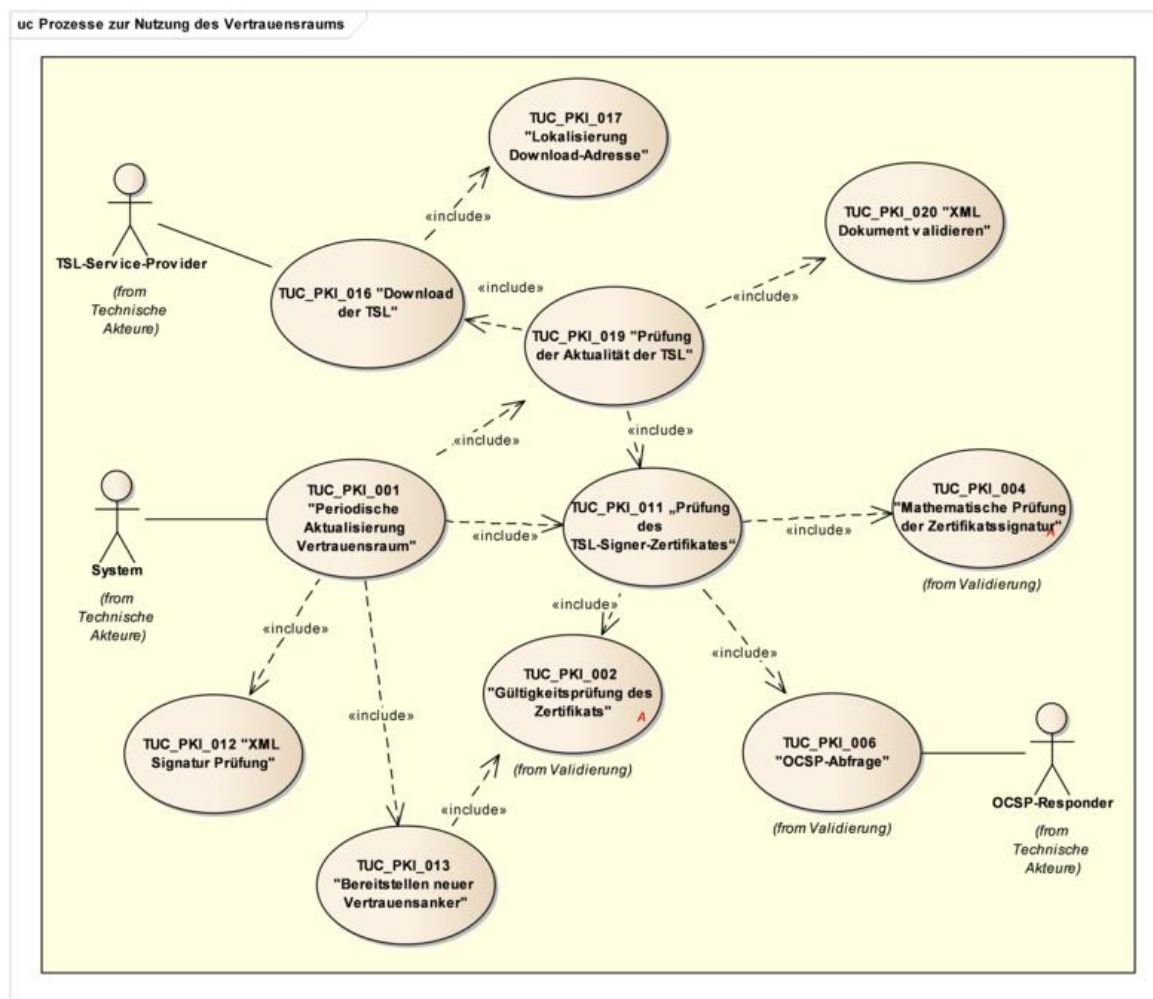 uc Prozesse zur Nutzung des Vertrauensraums
TUC_PKI_017
"Lokalisierung
Download-Adresse"
«include»
TUC_PKI_020 "XML
Dokument validieren"
«include»
TSL-Service-Provider
(from
Technische
Akteure)
TUC_PKI_016 "Download
der TSL"
«include»
TUC_PKI_019 "Prüfung
der Aktualität der TSL"
«include»
«include»
System
(from
Technische
Akteure)
TUC_PKI_001
"Periodische
Aktualisierung
Vertrauensraum"
«include»
TUC_PKI_011 „Prüfung
des
TSL-Signer-Zertifikates“
«include»
TUC_PKI_004
"Mathematische Prüfung
der Zertifikatssignatur"
A
(from Validierung)
«include»
«include»
«include»
«include»
TUC_PKI_012 "XML
Signatur Prüfung"
TUC_PKI_002
"Gültigkeitsprüfung des
Zertifikats"
A
(from Validierung)
«include»
TUC_PKI_006
"OCSP-Abfrage"
(from Validierung)
OCSP-Responder
(from
Technische
Akteure)
TUC_PKI_013
"Bereitstellen neuer
Vertrauensanker"